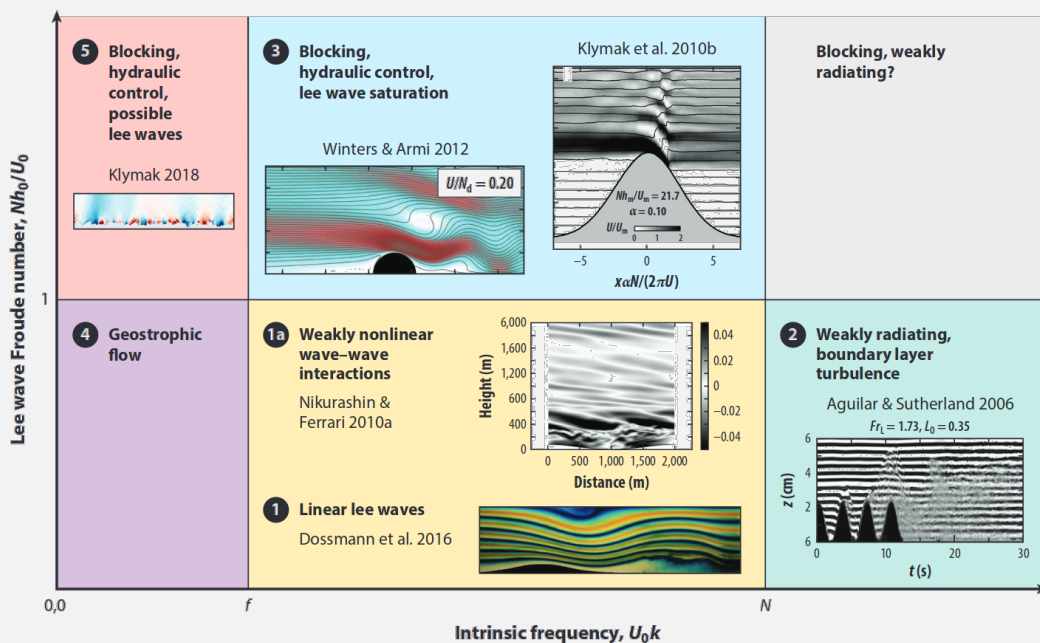 Lee wave Froude number, Nh₀/U₀
1
5 Blocking,
hydraulic
control,
possible
lee waves
Klymak 2018
3 Blocking,
hydraulic control,
lee wave saturation
Winters & Armi 2012
U/N_d = 0.20
Klymak et al. 2010b
Nh_m/U_m = 21.7
α = 0.10
U/U_m
0 1 2
−5 0 5
xαN/(2πU)
Blocking, weakly
radiating?
4 Geostrophic
flow
1a Weakly nonlinear
wave–wave
interactions
Nikurashin &
Ferrari 2010a
Height (m)
6,000
1,600
1,200
600
400
0
0 500 1,000 1,500 2,000
Distance (m)
0.04
0.02
0
−0.02
−0.04
1 Linear lee waves
Dossmann et al. 2016
2 Weakly radiating,
boundary layer
turbulence
Aguilar & Sutherland 2006
Fr_L = 1.73, L₀ = 0.35
z (cm)
6
4
2
6
0 10 20 30
t (s)
0,0 f N
Intrinsic frequency, U₀k